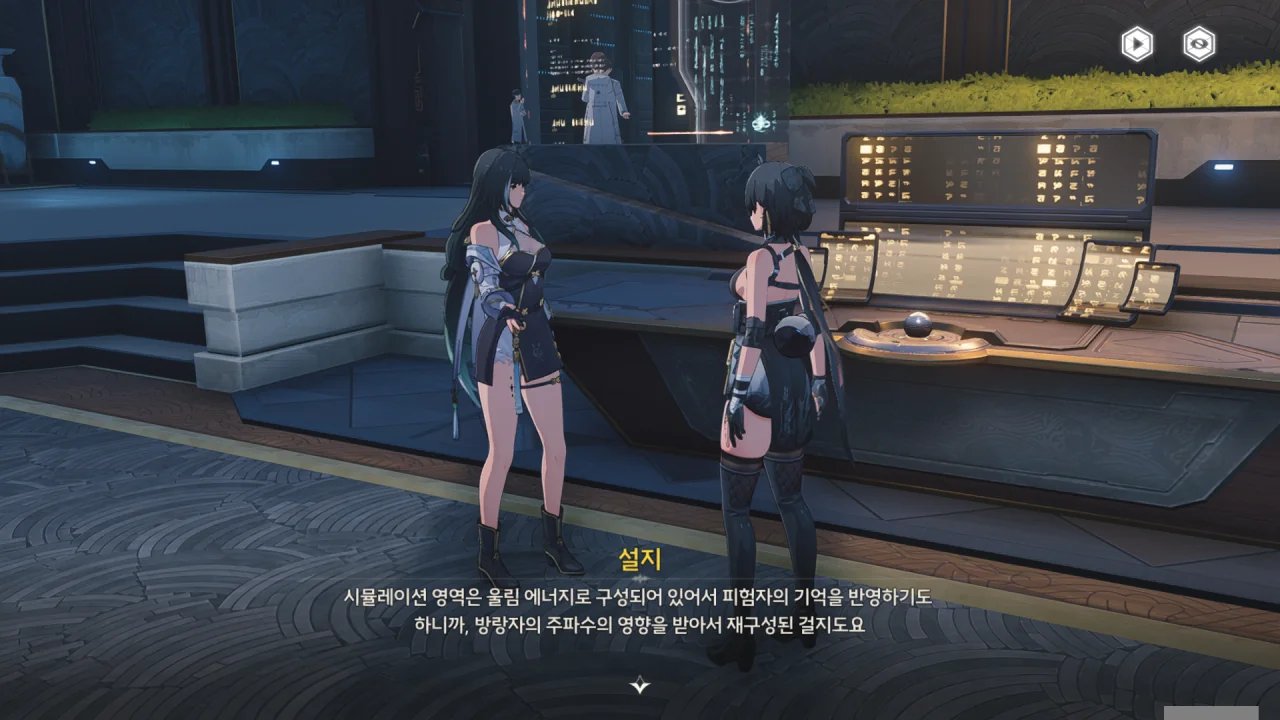 설지
시뮬레이션 영역은 울림 에너지로 구성되어 있어서 피험자의 기억을 반영하기도
하니까, 방랑자의 주파수의 영향을 받아서 재구성된 걸지도요